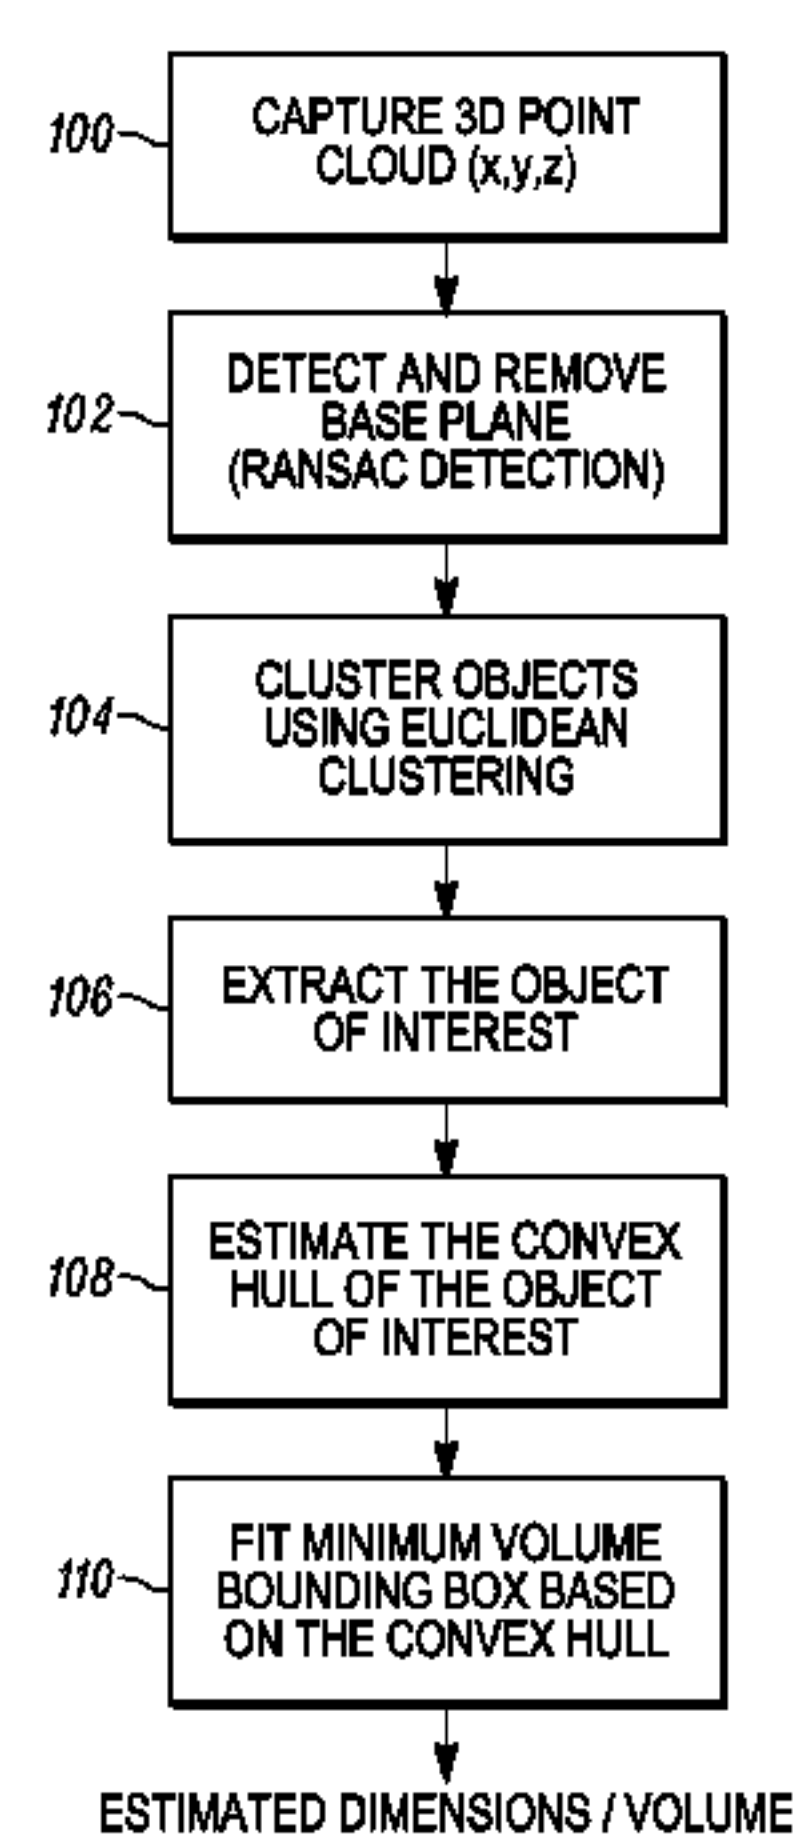 100
CAPTURE 3D POINT
CLOUD (x,y,z)
102
DETECT AND REMOVE
BASE PLANE
(RANSAC DETECTION)
104
CLUSTER OBJECTS
USING EUCLIDEAN
CLUSTERING
106
EXTRACT THE OBJECT
OF INTEREST
108
ESTIMATE THE CONVEX
HULL OF THE OBJECT
OF INTEREST
110
FIT MINIMUM VOLUME
BOUNDING BOX BASED
ON THE CONVEX HULL
ESTIMATED DIMENSIONS / VOLUME